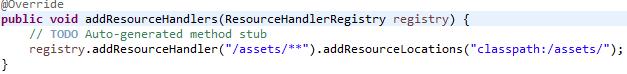 @Override
public void addResourceHandlers(ResourceHandlerRegistry registry) {
// TODO Auto-generated method stub
registry.addResourceHandler("/assets/**").addResourceLocations("classpath:/assets/");
}